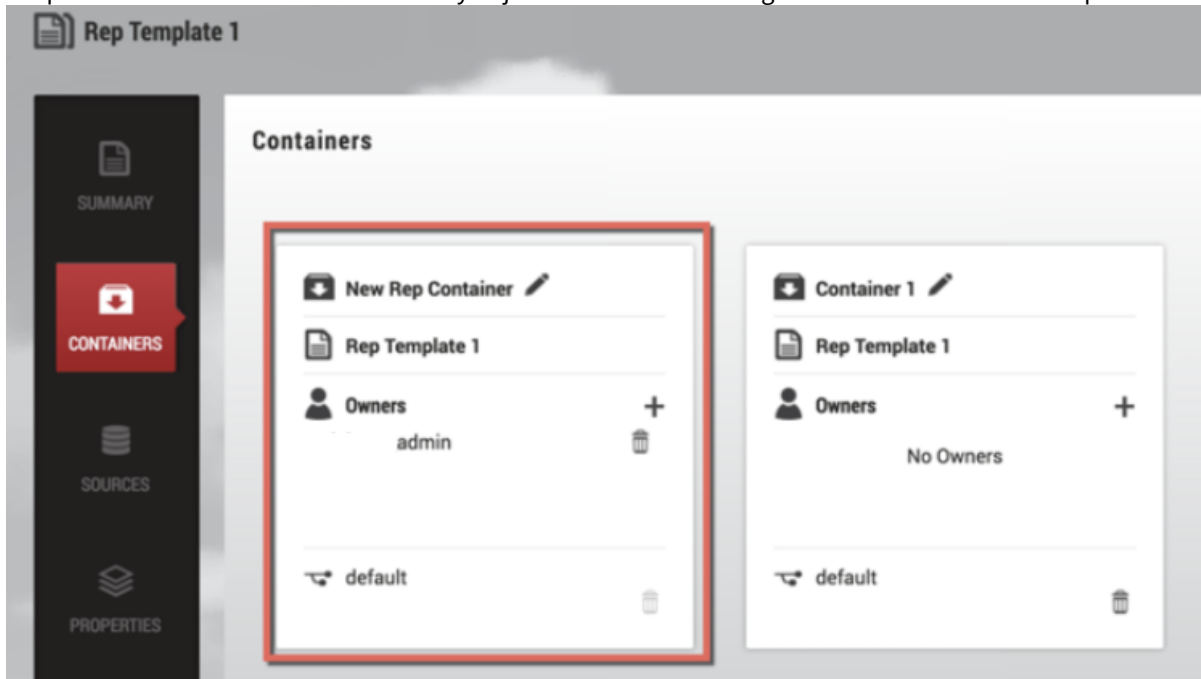 Rep Template 1
SUMMARY
CONTAINERS
SOURCES
PROPERTIES
Containers
New Rep Container
Rep Template 1
Owners
admin
default
Container 1
Rep Template 1
Owners
No Owners
default